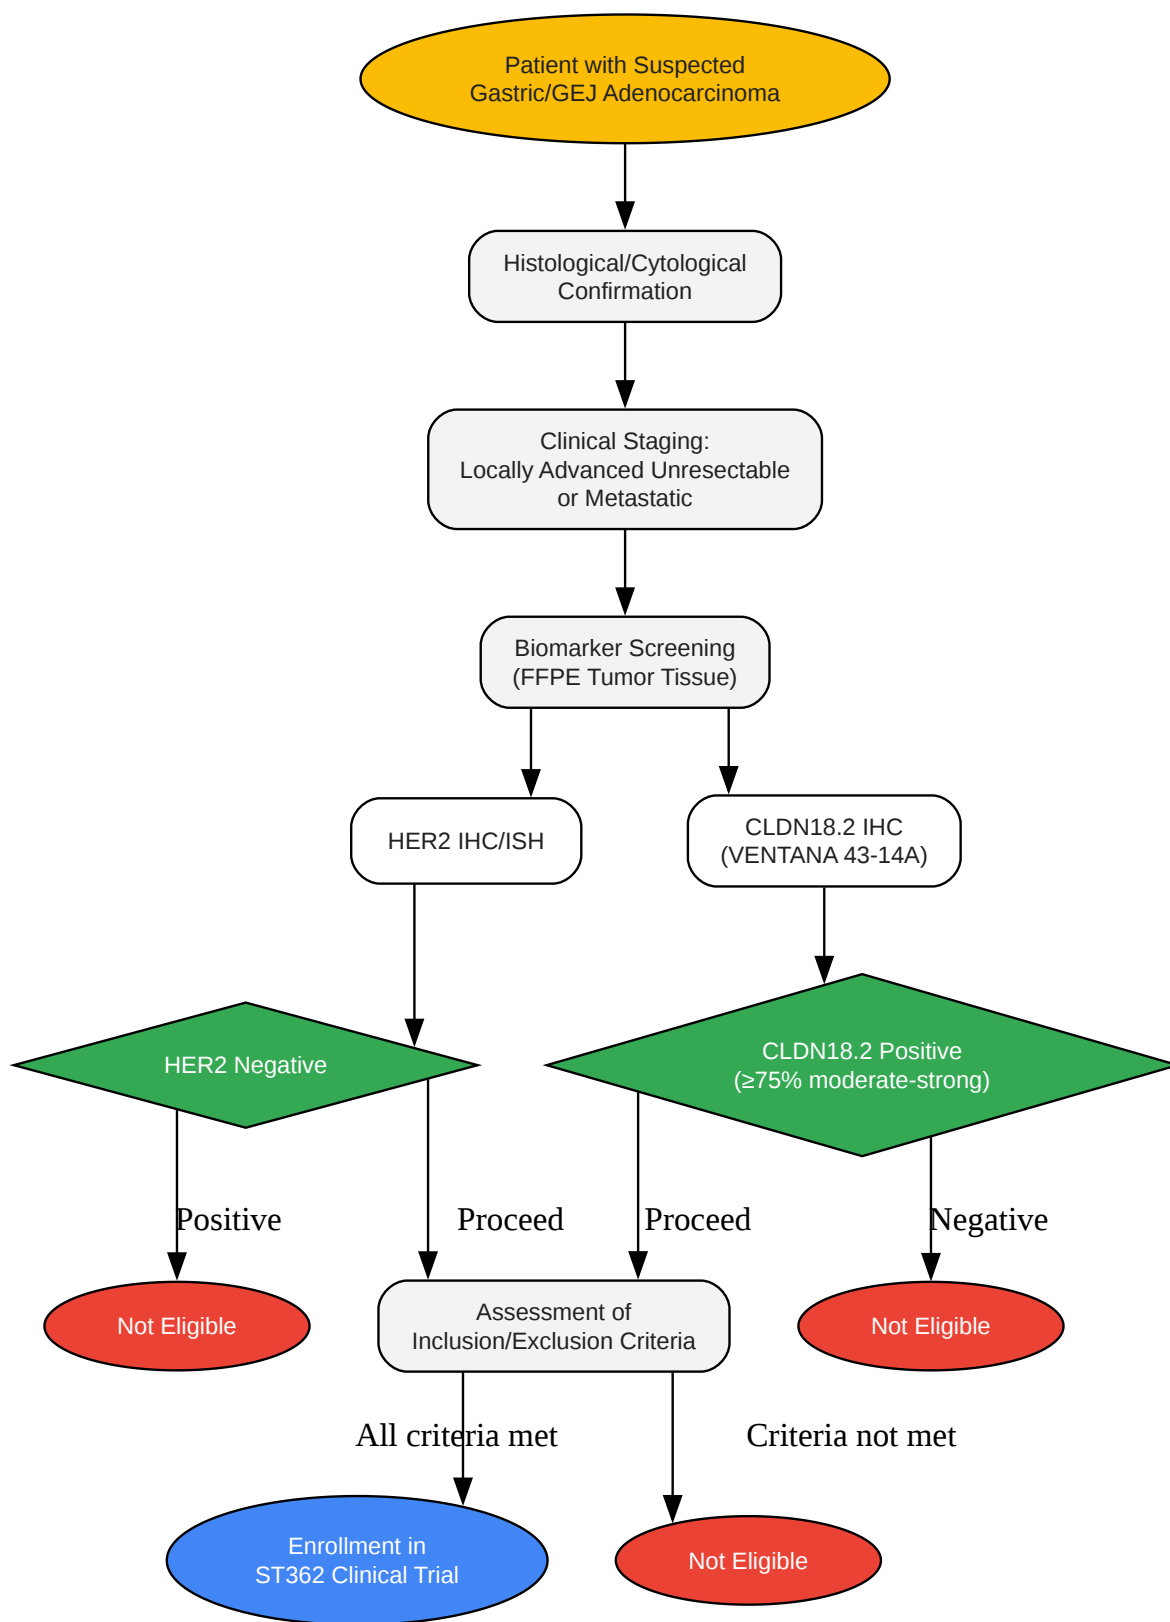 Patient with Suspected
Gastric/GEJ Adenocarcinoma
Histological/Cytological
Confirmation
Clinical Staging:
Locally Advanced Unresectable
or Metastatic
Biomarker Screening
(FFPE Tumor Tissue)
HER2 IHC/ISH
CLDN18.2 IHC
(VENTANA 43-14A)
HER2 Negative
CLDN18.2 Positive
(≥75% moderate-strong)
Positive
Proceed
Proceed
Negative
Not Eligible
Assessment of
Inclusion/Exclusion Criteria
Not Eligible
All criteria met
Criteria not met
Enrollment in
ST362 Clinical Trial
Not Eligible